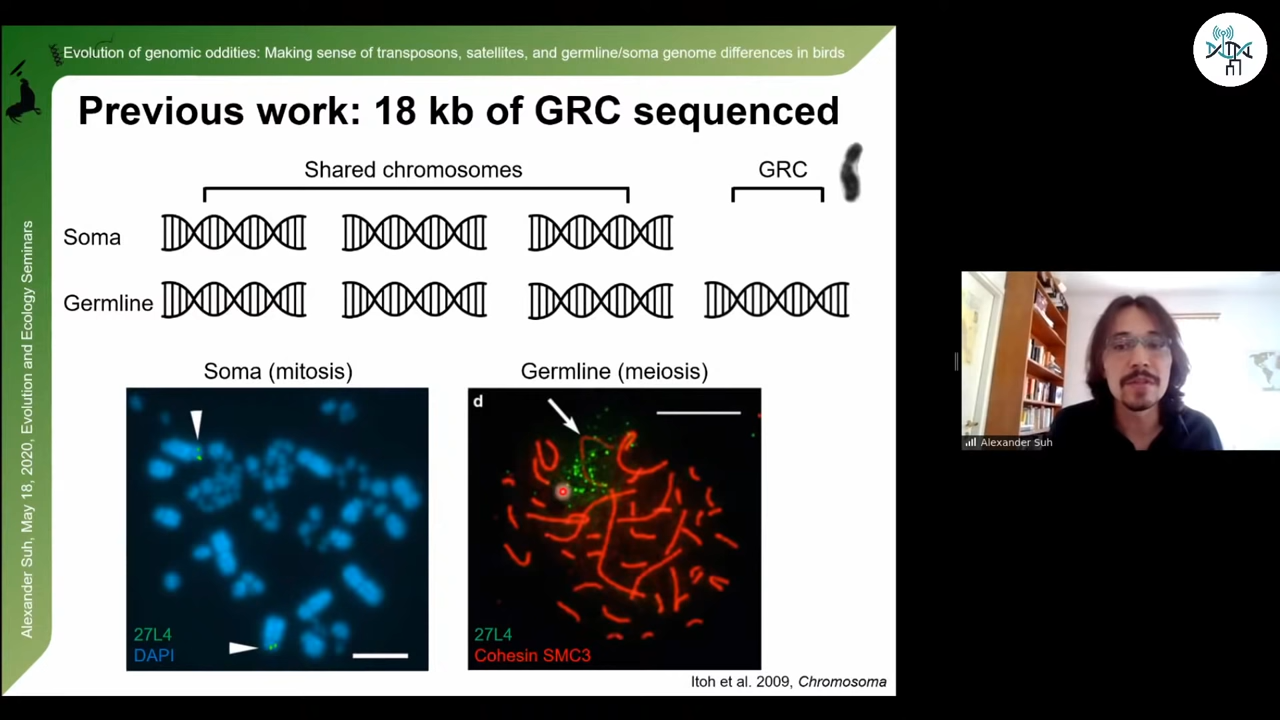 Evolution of genomic oddities: Making sense of transposons, satellites, and germline/soma genome differences in birds
Previous work: 18 kb of GRC sequenced
Shared chromosomes
GRC
Soma
Germline
Soma (mitosis)
Germline (meiosis)
d
27L4
DAPI
27L4
Cohesin SMC3
Itoh et al. 2009, Chromosoma
Alexander Suh, May 18, 2020, Evolution and Ecology Seminars
Alexander Suh